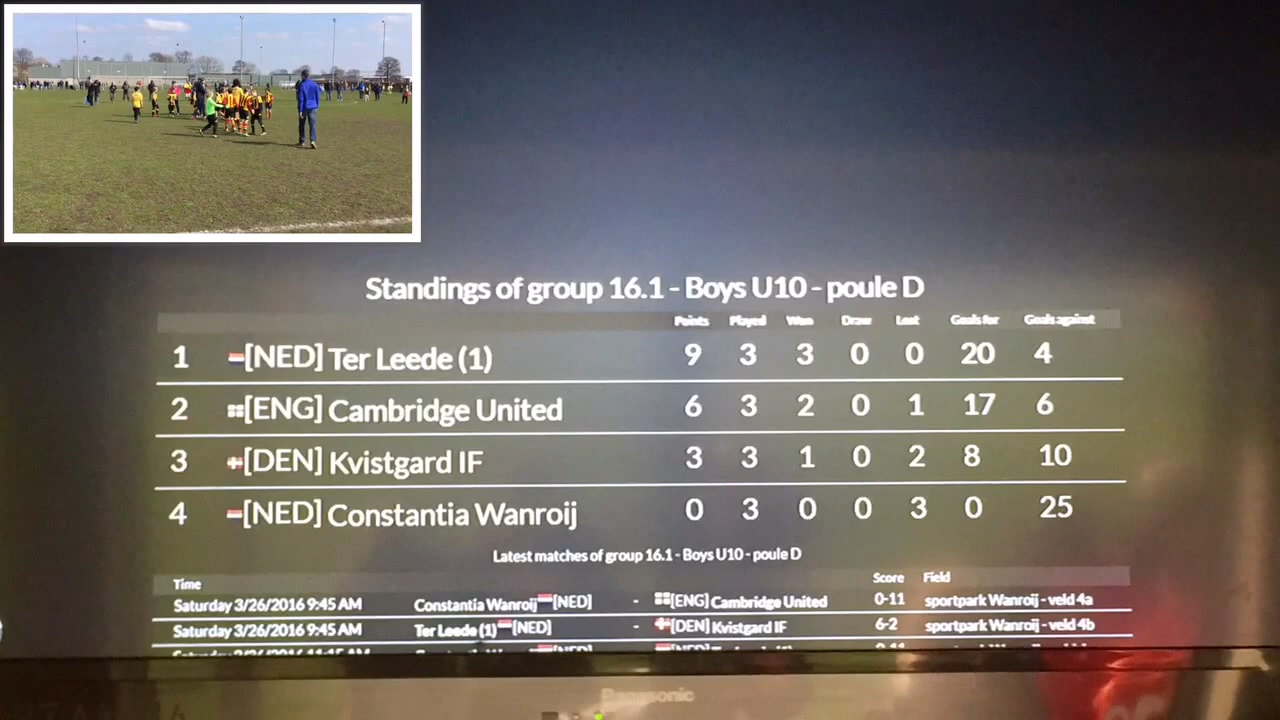 Standings of group 16.1 - Boys U10 - poule D
Points Played Won Draw Lost Goals for Goals against
1 [NED] Ter Leede (1) 9 3 3 0 0 20 4
2 [ENG] Cambridge United 6 3 2 0 1 17 6
3 [DEN] Kvistgard IF 3 3 1 0 2 8 10
4 [NED] Constantia Wanroij 0 3 0 0 3 0 25
Latest matches of group 16.1 - Boys U10 - poule D
Time Score Field
Saturday 3/26/2016 9:45 AM Constantia Wanroij [NED] - [ENG] Cambridge United 0-11 sportpark Wanroij - veld 4a
Saturday 3/26/2016 9:45 AM Ter Leede (1) [NED] - [DEN] Kvistgard IF 6-2 sportpark Wanroij - veld 4b
Panasonic